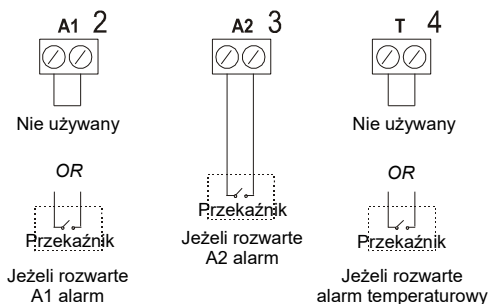 A1 2
Nie używany
OR
Przekaźnik
Jeżeli rozwarte
A1 alarm
A2 3
Przekaźnik
Jeżeli rozwarte
A2 alarm
T 4
Nie używany
OR
Przekaźnik
Jeżeli rozwarte
alarm temperaturowy